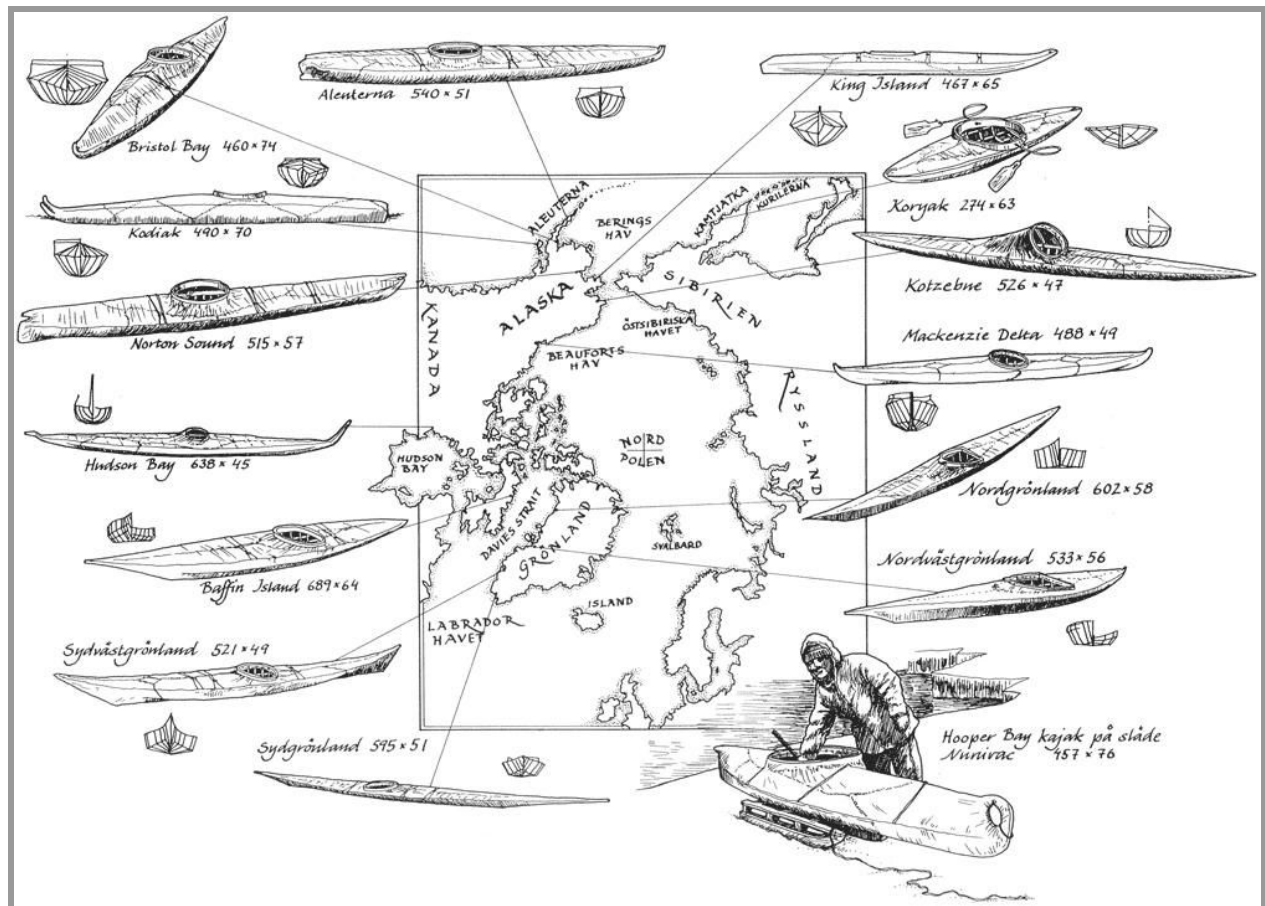 Aleuterna 540×51
King Island 467×65
Bristol Bay 460×74
Kodiak 490×70
Koryak 274×63
Norton Sound 515×57
Kotzebue 526×47
Mackenzie Delta 488×49
Hudson Bay 638×45
Nordgrönland 602×58
Baffin Island 689×64
Nordvästgrönland 533×56
Sydvästgrönland 521×49
Sydgrönland 595×51
Hooper Bay kajak på släde
Nunivac 457×76
ALEUTERNA
BERINGS
HAV
KAMTJATKA
KURILERNA
ALASKA
SIBIRIEN
KANADA
ÖSTSIBIRISKA
HAVET
BEAUFORTS
HAV
RYSSLAND
NORD
POLEN
HUDSON
BAY
DAVIES STRAIT
GRÖNLAND
SVALBARD
ISLAND
LABRADOR
HAVET